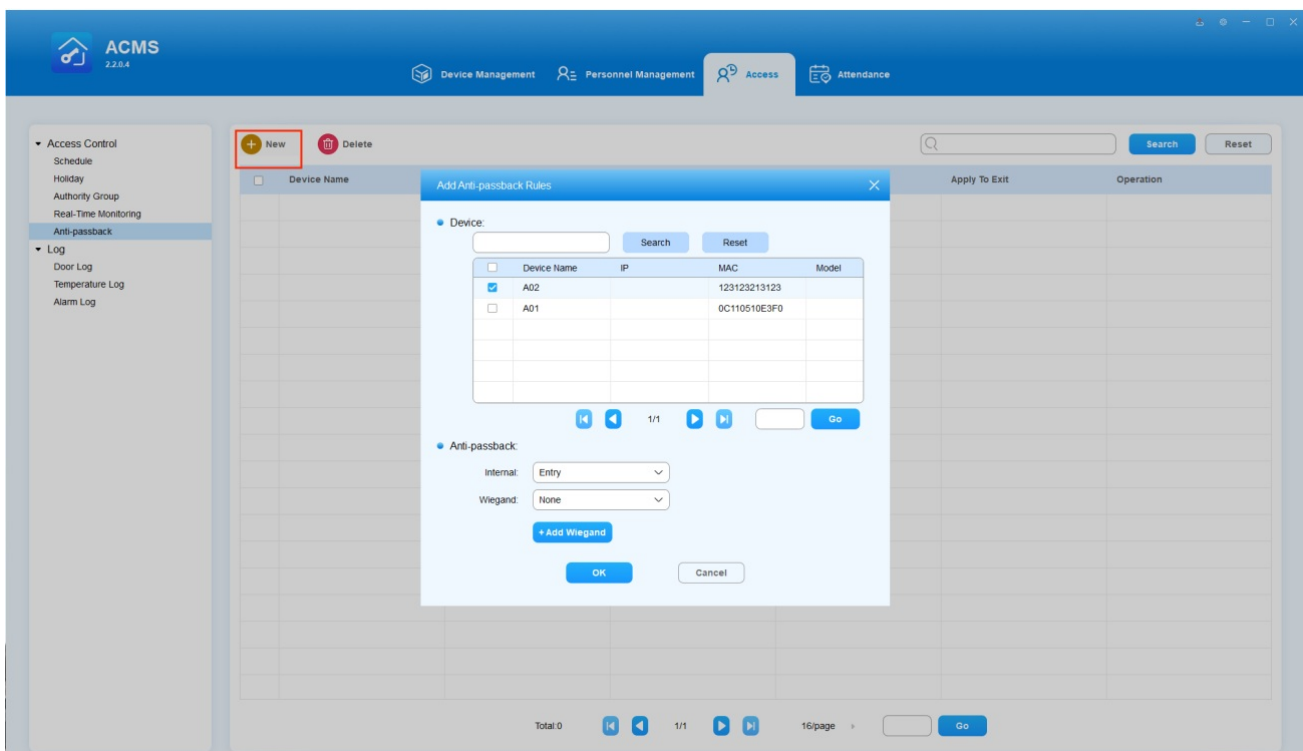 ACMS
2.2.0.4
Device Management Personnel Management Access Attendance
Access Control
Schedule
Holiday
Authority Group
Real-Time Monitoring
Anti-passback
Log
Door Log
Temperature Log
Alarm Log
New Delete Search Reset
Device Name Apply To Exit Operation
Add Anti-passback Rules
Device:
Search Reset
Device Name IP MAC Model
A02 123123213123
A01 0C110510E3F0
1/1 Go
Anti-passback:
Internal: Entry
Wiegand: None
+Add Wiegand
OK Cancel
Total:0 1/1 16/page Go